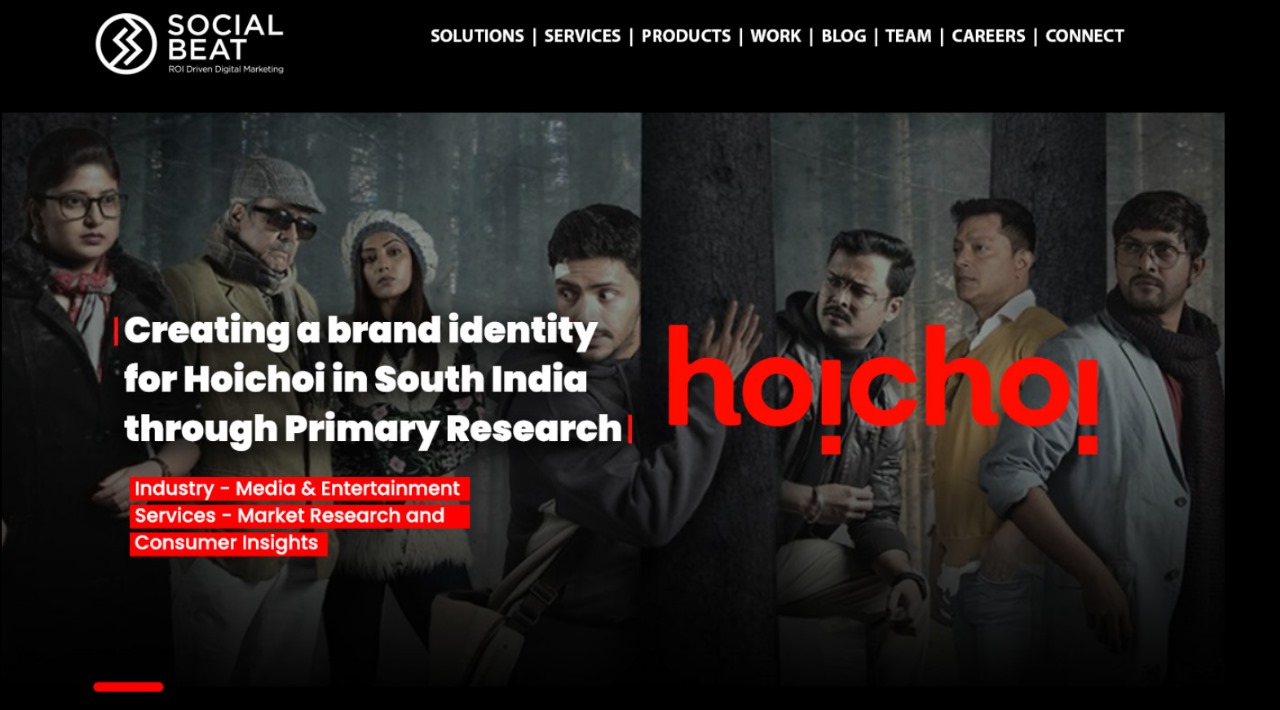 SOCIAL
BEAT
ROI Driven Digital Marketing
SOLUTIONS | SERVICES | PRODUCTS | WORK | BLOG | TEAM | CAREERS | CONNECT
Creating a brand identity
for Hoichoi in South India
through Primary Research
hoichoi
Industry - Media & Entertainment
Services - Market Research and
Consumer Insights